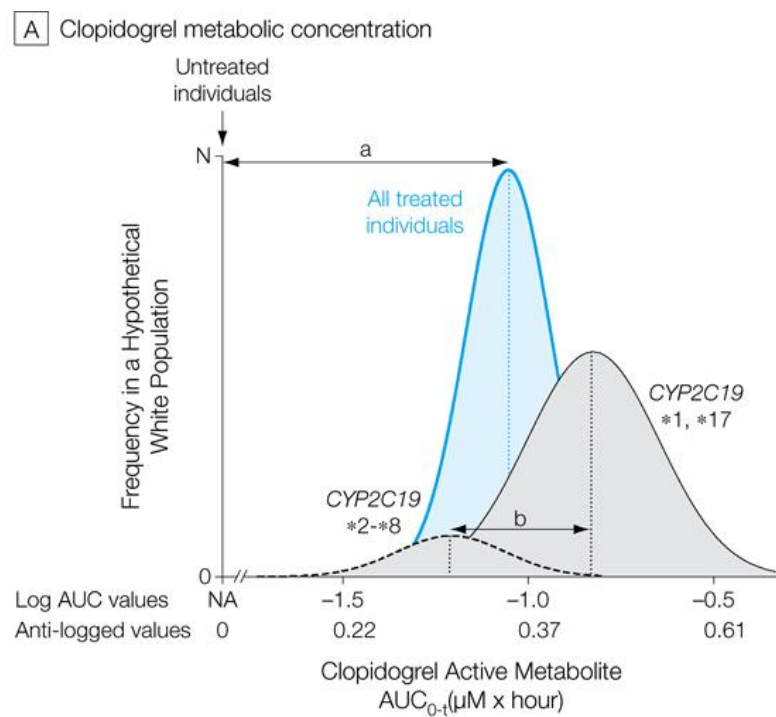 A Clopidogrel metabolic concentration
Untreated
individuals
N
a
All treated
individuals
Frequency in a Hypothetical
White Population
CYP2C19
*1, *17
CYP2C19
*2-*8
b
0
Log AUC values NA −1.5 −1.0 −0.5
Anti-logged values 0 0.22 0.37 0.61
Clopidogrel Active Metabolite
AUC0-t(µM x hour)